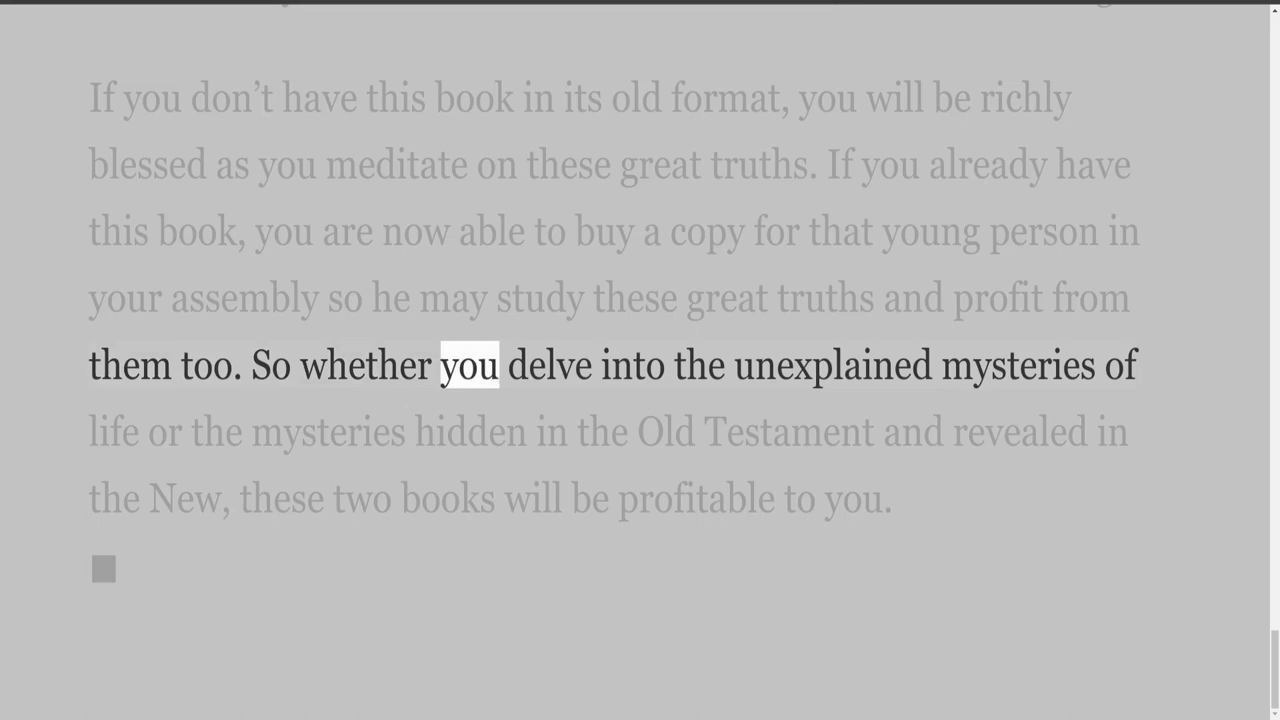 If you don’t have this book in its old format, you will be richly
blessed as you meditate on these great truths. If you already have
this book, you are now able to buy a copy for that young person in
your assembly so he may study these great truths and profit from
them too. So whether you delve into the unexplained mysteries of
life or the mysteries hidden in the Old Testament and revealed in
the New, these two books will be profitable to you.